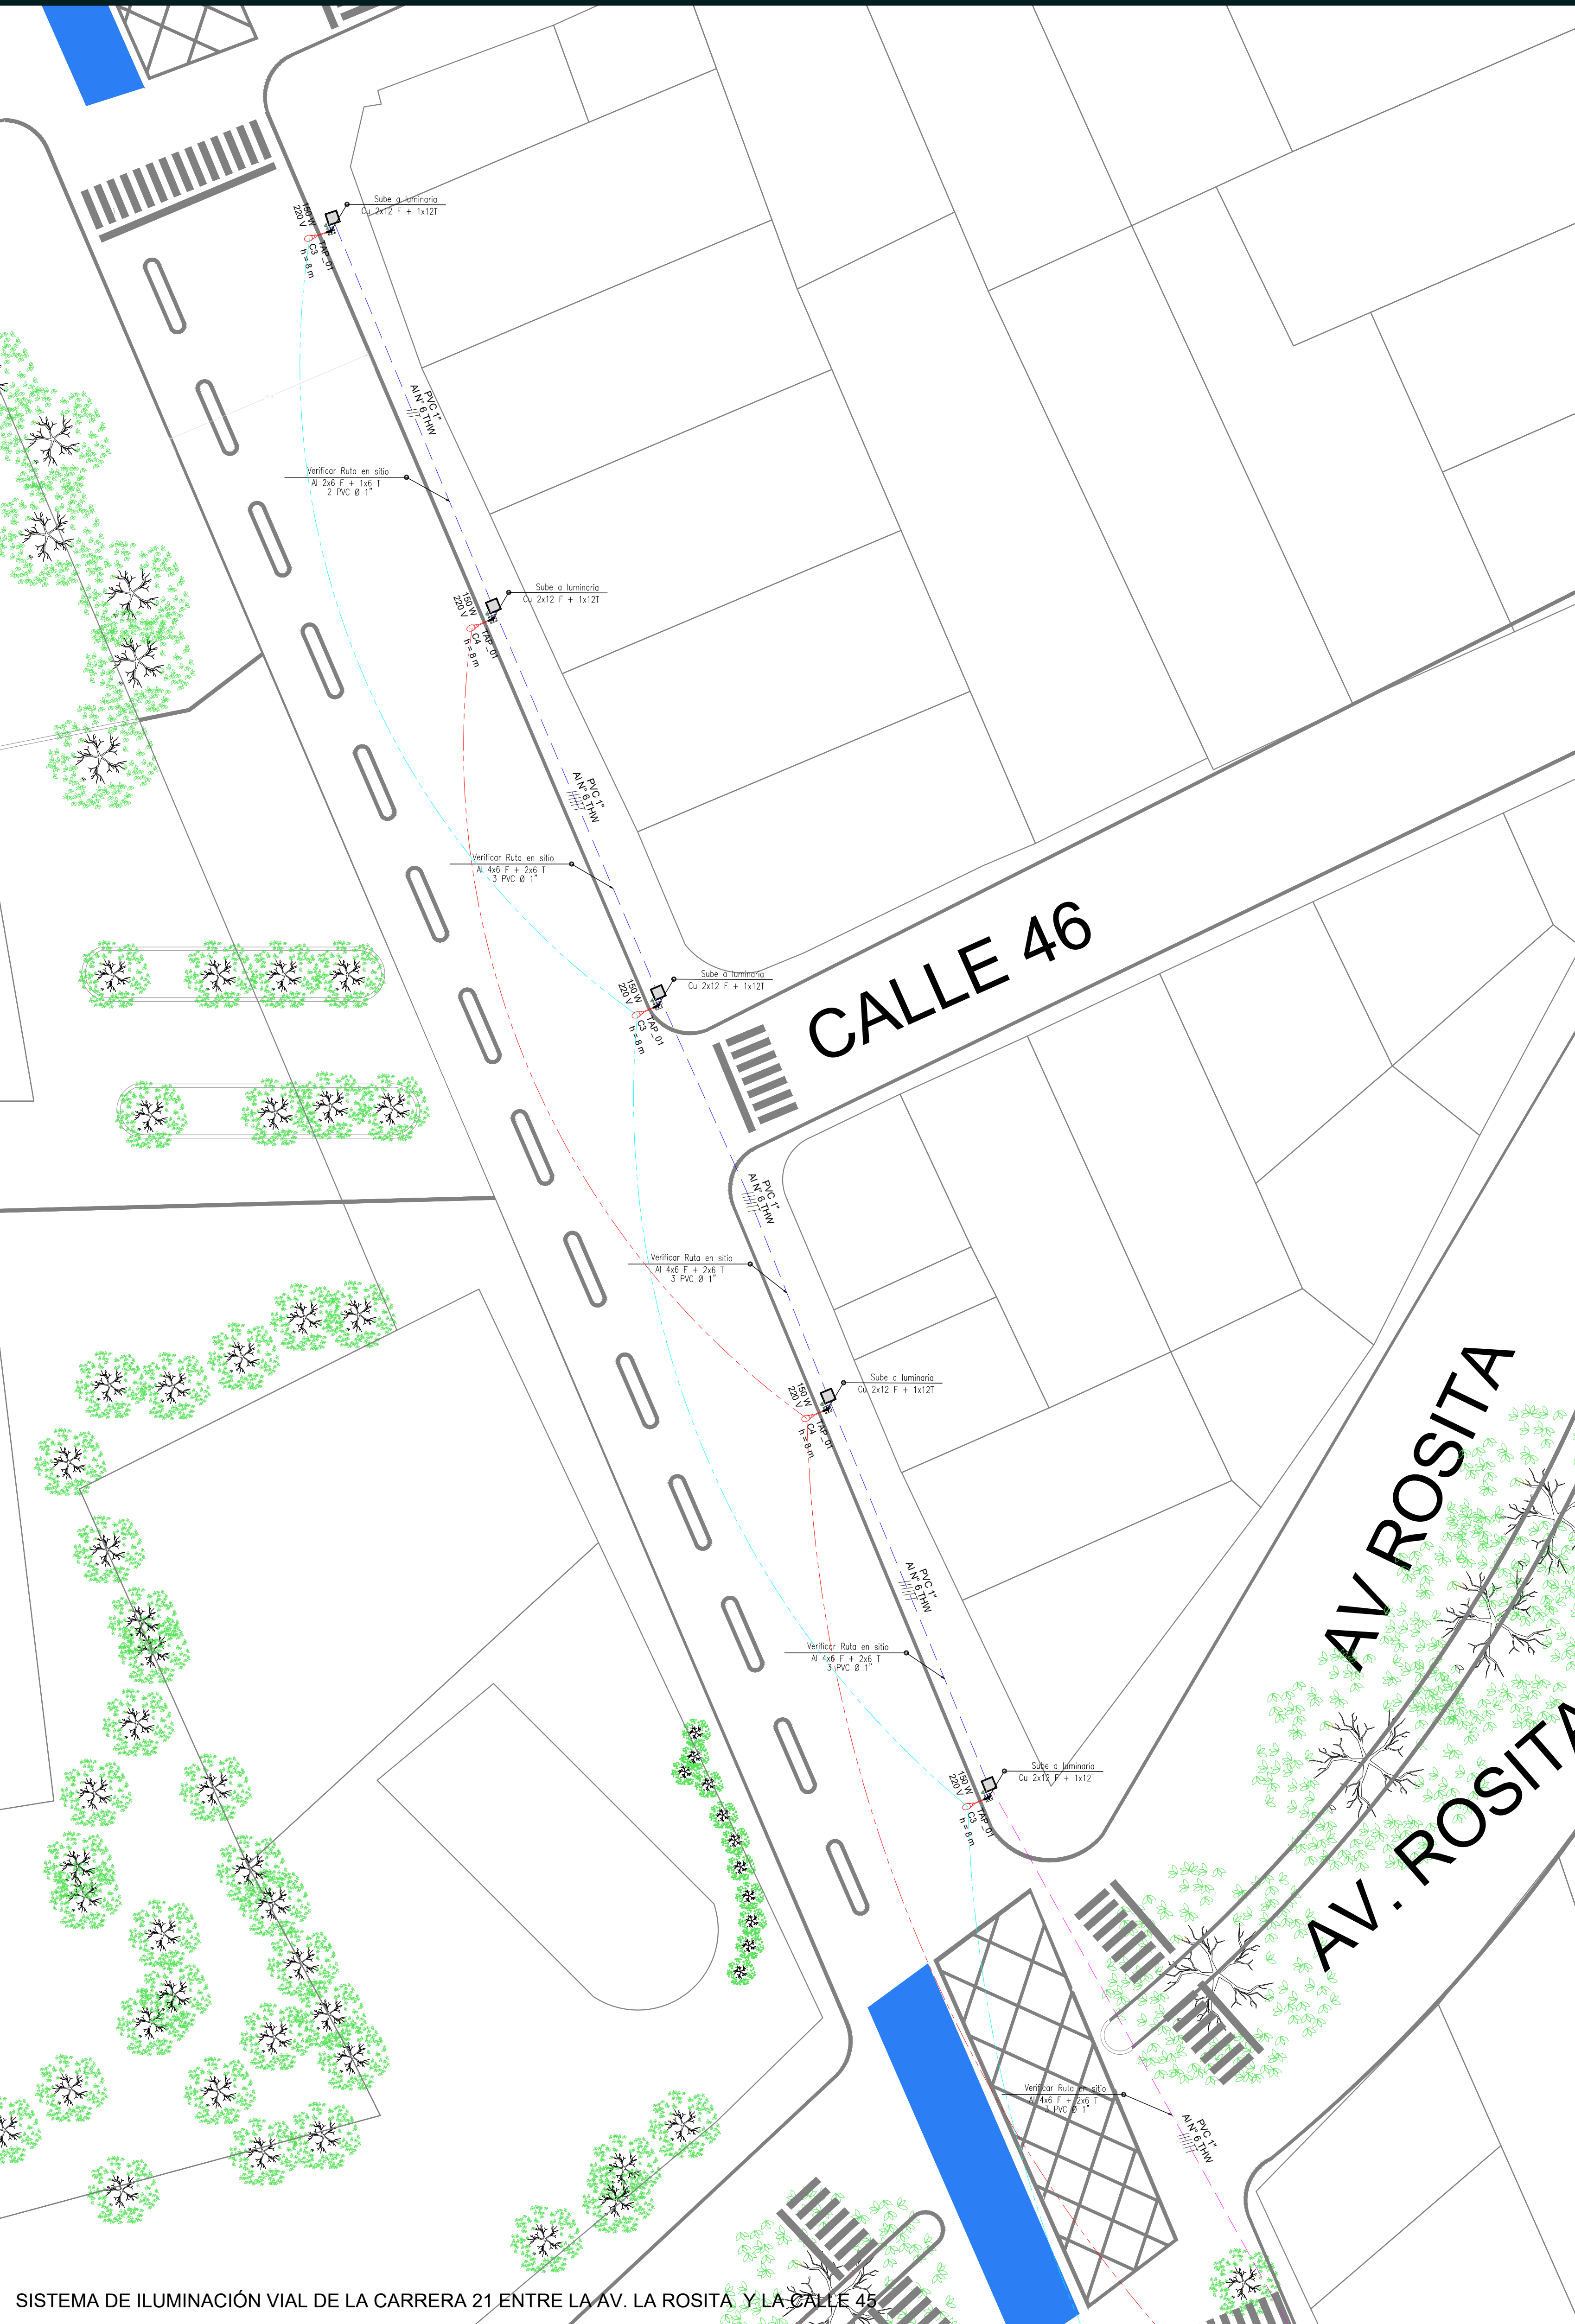 Sube a luminaria
Cu 2x12 F + 1x12T
150 W
220 V
TAP_01
C3
h = 8 m
PVC 1"
Al N° 6 THW
Verificar Ruta en sitio
Al 2x6 F + 1x6 T
2 PVC Ø 1"
Sube a luminaria
Cu 2x12 F + 1x12T
150 W
220 V
TAP_01
C4
h = 8 m
PVC 1"
Al N° 6 THW
Verificar Ruta en sitio
Al 4x6 F + 2x6 T
3 PVC Ø 1"
CALLE 46
Sube a luminaria
Cu 2x12 F + 1x12T
150 W
220 V
TAP_01
C3
h = 8 m
PVC 1"
Al N° 6 THW
Verificar Ruta en sitio
Al 4x6 F + 2x6 T
3 PVC Ø 1"
Sube a luminaria
Cu 2x12 F + 1x12T
150 W
220 V
TAP_01
C4
h = 8 m
AV ROSITA
PVC 1"
Al N° 6 THW
Verificar Ruta en sitio
Al 4x6 F + 2x6 T
3 PVC Ø 1"
AV. ROSITA
Sube a luminaria
Cu 2x12 F + 1x12T
150 W
220 V
TAP_01
C3
h = 8 m
Verificar Ruta en sitio
Al 4x6 F + 2x6 T
3 PVC Ø 1"
PVC 1"
Al N° 6 THW
SISTEMA DE ILUMINACIÓN VIAL DE LA CARRERA 21 ENTRE LA AV. LA ROSITA Y LA CALLE 45